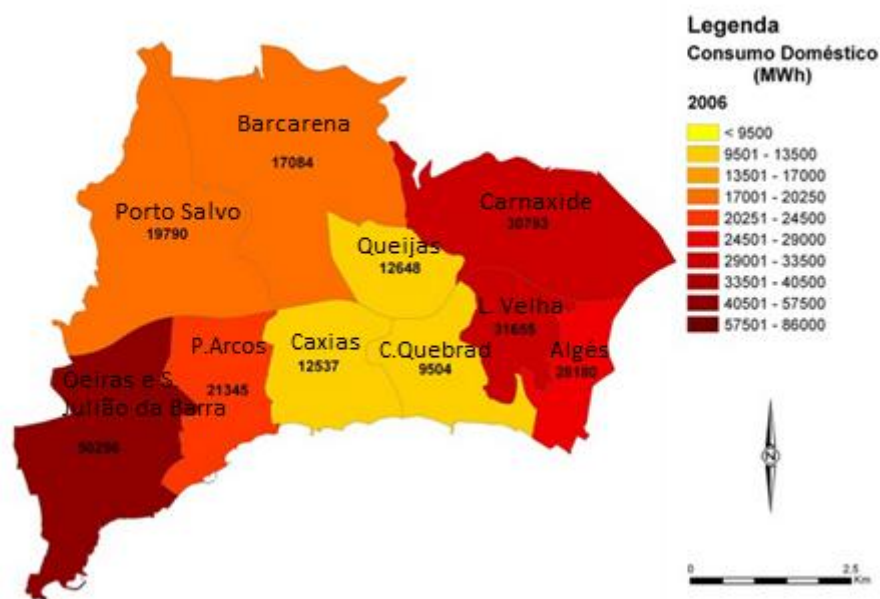 Legenda
Consumo Doméstico
(MWh)
2006
< 9500
9501 - 13500
13501 - 17000
17001 - 20250
20251 - 24500
24501 - 29000
29001 - 33500
33501 - 40500
40501 - 57500
57501 - 86000
Barcarena
17084
Carnaxide
30793
Porto Salvo
19790
Queijas
12648
L. Velha
31655
P.Arcos
21345
Caxias
12537
C.Quebrad
9504
Algés
28180
Oeiras e S.
Julião da Barra
N
0 2.5
Km